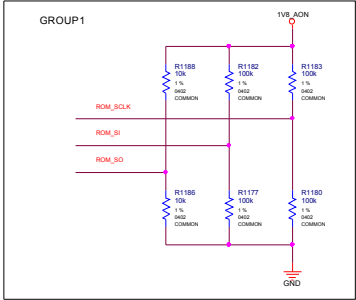 GROUP1
1V8_AON
R1188
10k
1 %
0402
COMMON
R1182
100k
1 %
0402
COMMON
R1183
100k
1 %
0402
COMMON
ROM_SCLK
ROM_SI
ROM_SO
R1186
10k
1 %
0402
COMMON
R1177
100k
1 %
0402
COMMON
R1180
100k
1 %
0402
COMMON
GND